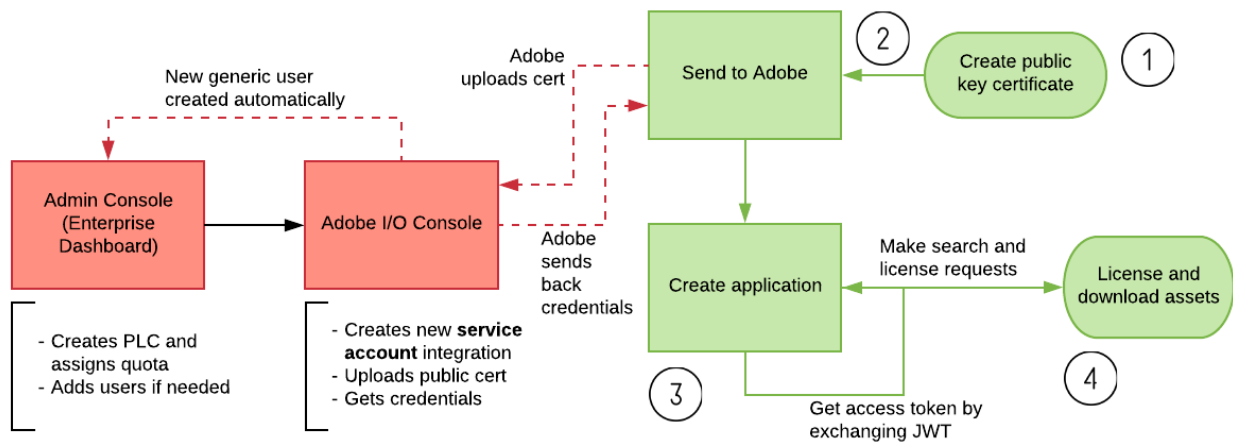 New generic user
created automatically
Adobe
uploads cert
Send to Adobe
2
Create public
key certificate
1
Admin Console
(Enterprise
Dashboard)
Adobe I/O Console
Adobe
sends
back
credentials
Create application
Make search and
license requests
License and
download assets
- Creates PLC and
assigns quota
- Adds users if needed
- Creates new service
account integration
- Uploads public cert
- Gets credentials
3
Get access token by
exchanging JWT
4